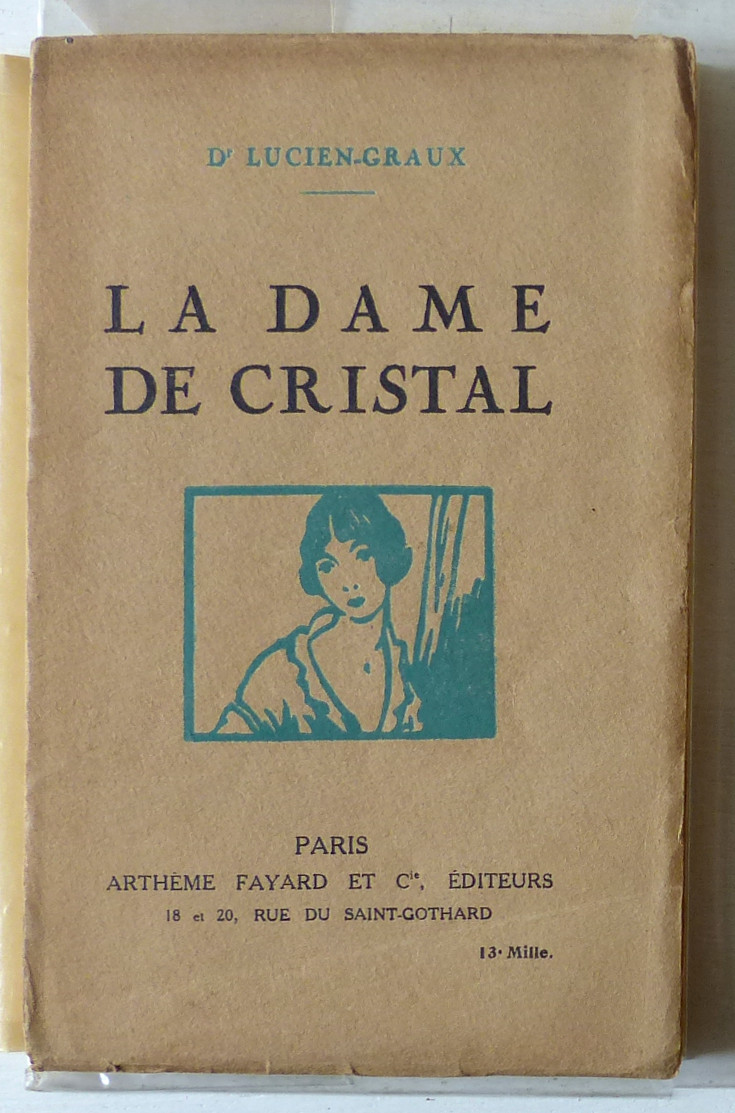 Dr LUCIEN-GRAUX
LA DAME
DE CRISTAL
PARIS
ARTHÈME FAYARD ET Cie, ÉDITEURS
18 et 20, RUE DU SAINT-GOTHARD
13e Mille.